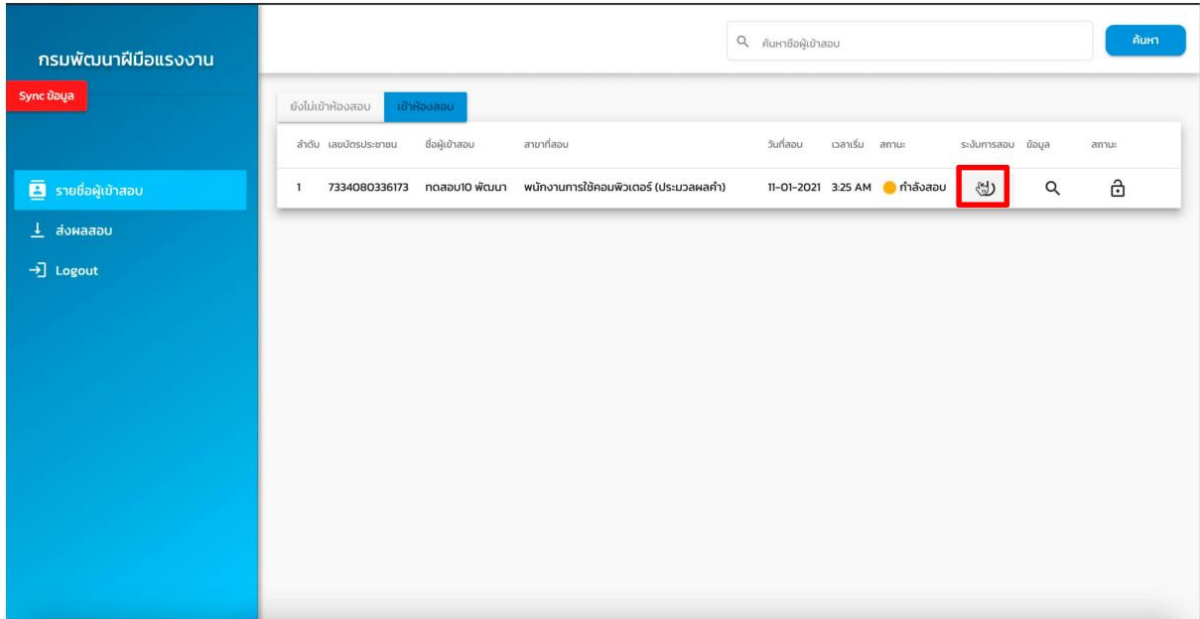 กรมพัฒนาฝีมือแรงงาน
Sync ข้อมูล
รายชื่อผู้เข้าสอบ
ส่งผลสอบ
Logout
ค้นหาชื่อผู้เข้าสอบ
ค้นหา
ยังไม่เข้าห้องสอบ เข้าห้องสอบ
ลำดับ เลขบัตรประชาชน ชื่อผู้เข้าสอบ สาขาที่สอบ วันที่สอบ เวลาเริ่ม สถานะ ระงับการสอบ ข้อมูล สถานะ
1 7334080336173 ทดสอบ10 พัฒนา พนักงานการใช้คอมพิวเตอร์ (ประมวลผลคำ) 11-01-2021 3:25 AM กำลังสอบ